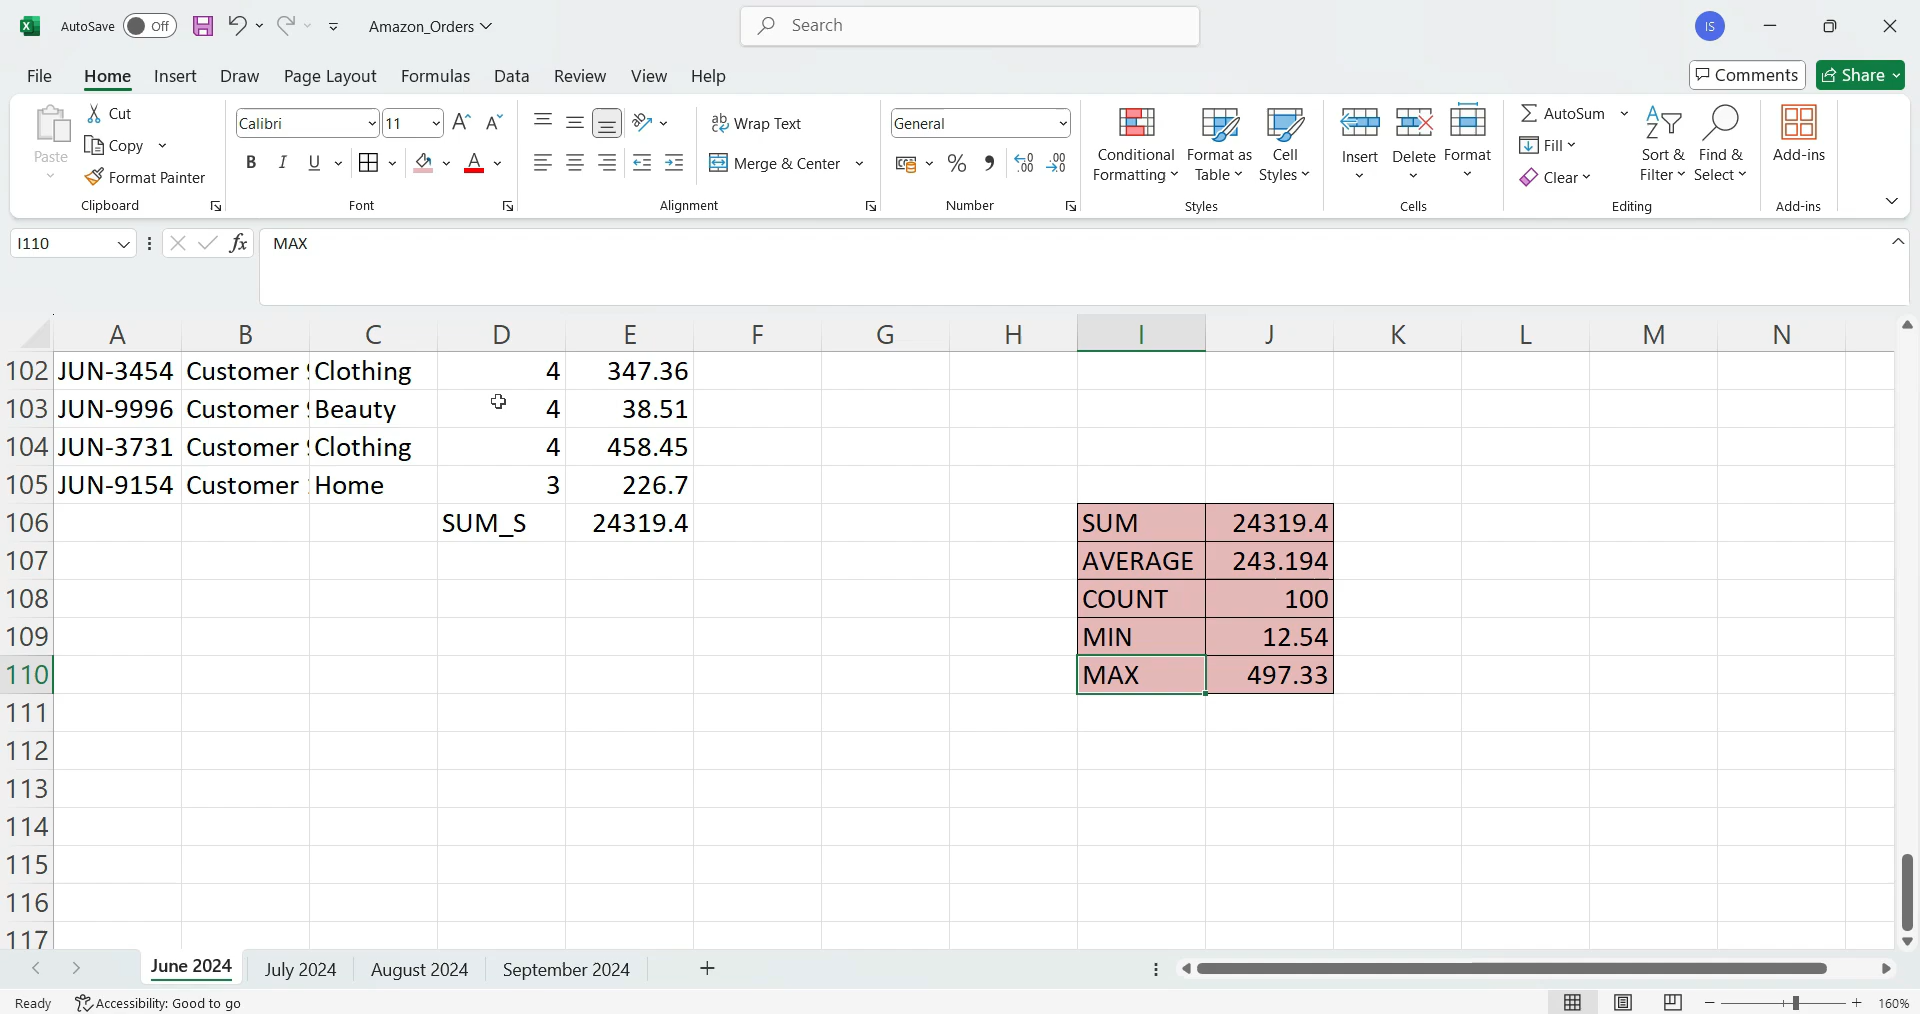 AutoSave Off Amazon_Orders Search IS
File Home Insert Draw Page Layout Formulas Data Review View Help Comments Share
Paste Cut Copy Format Painter Clipboard
Calibri 11 B I U A Font
Wrap Text Merge & Center Alignment
General % Number
Conditional Formatting Format as Table Cell Styles Styles
Insert Delete Format Cells
AutoSum Fill Clear Sort & Filter Find & Select Editing
Add-ins Add-ins
I110 fx MAX
A B C D E F G H I J K L M N
102 JUN-3454 Customer Clothing 4 347.36
103 JUN-9996 Customer Beauty 4 38.51
104 JUN-3731 Customer Clothing 4 458.45
105 JUN-9154 Customer Home 3 226.7
106 SUM_S 24319.4 SUM 24319.4
107 AVERAGE 243.194
108 COUNT 100
109 MIN 12.54
110 MAX 497.33
111
112
113
114
115
116
117
June 2024 July 2024 August 2024 September 2024
Ready Accessibility: Good to go 160%